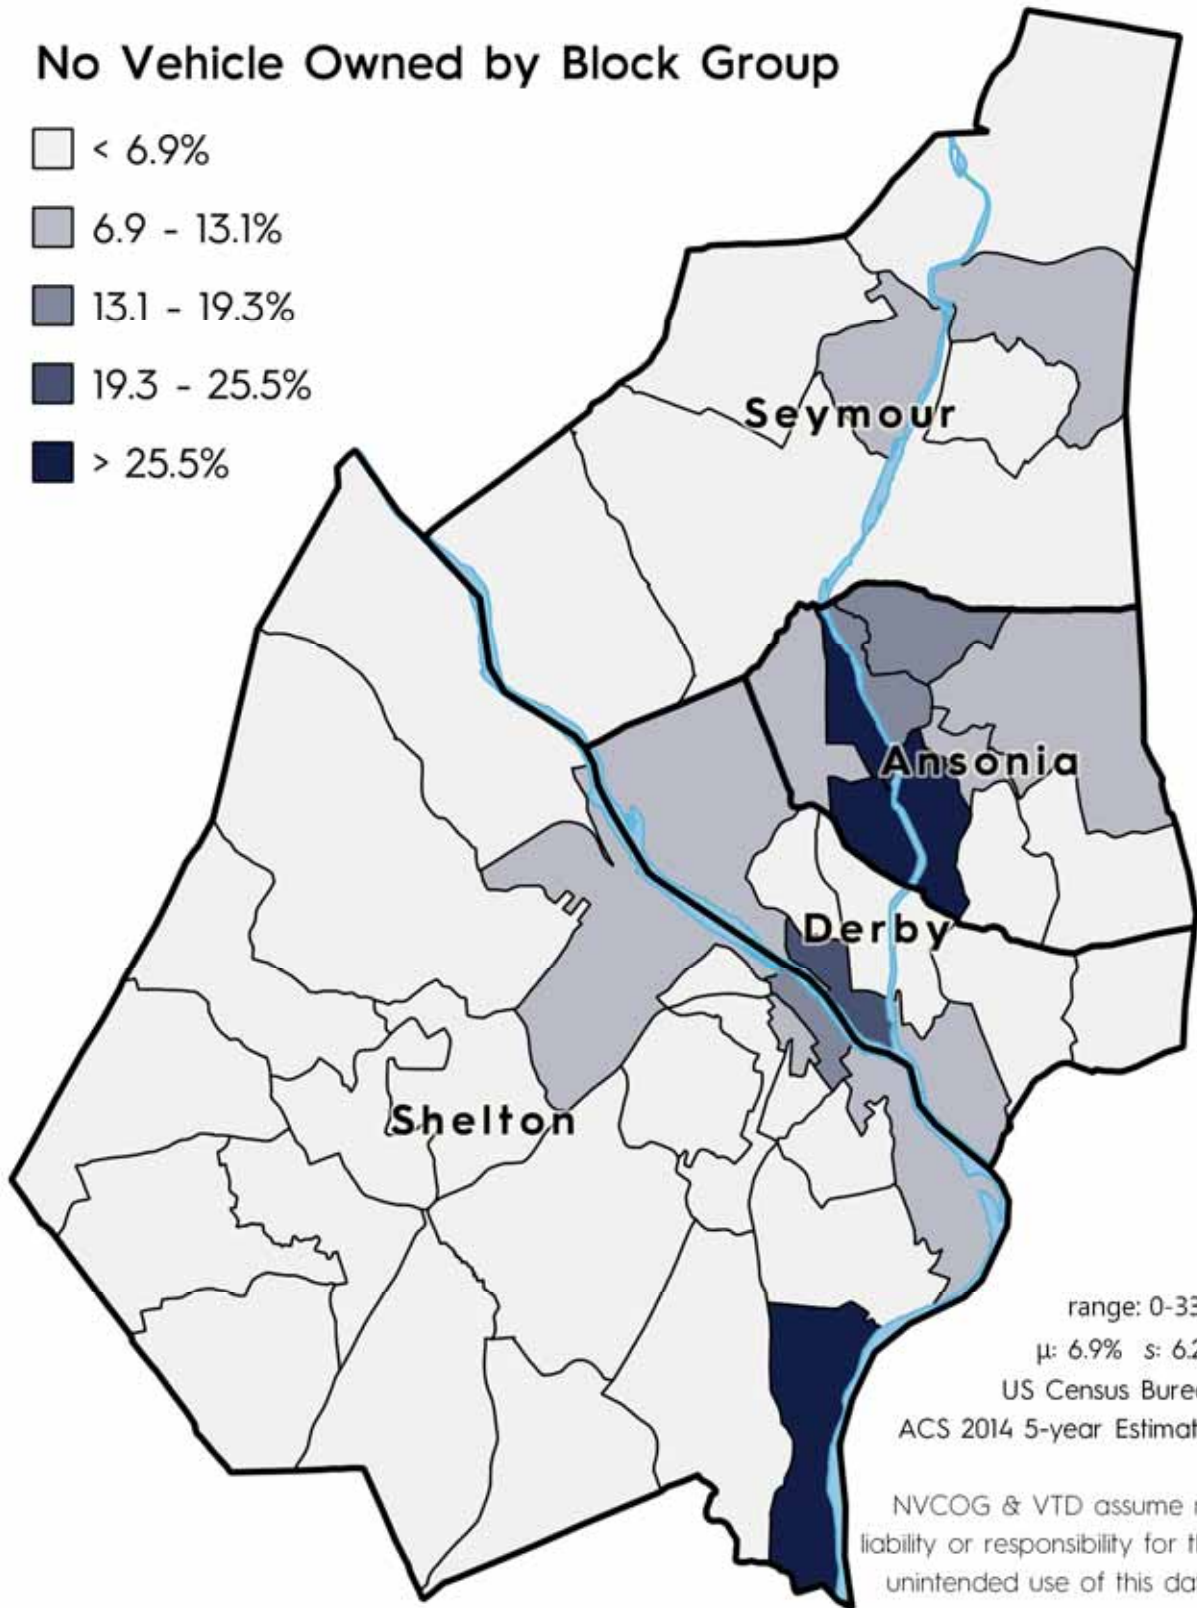 No Vehicle Owned by Block Group
< 6.9%
6.9 - 13.1%
13.1 - 19.3%
19.3 - 25.5%
> 25.5%
Seymour
Ansonia
Derby
Shelton
range: 0-33
μ: 6.9% s: 6.2
US Census Bure
ACS 2014 5-year Estimat
NVCOG & VTD assume
liability or responsibility for
unintended use of this da